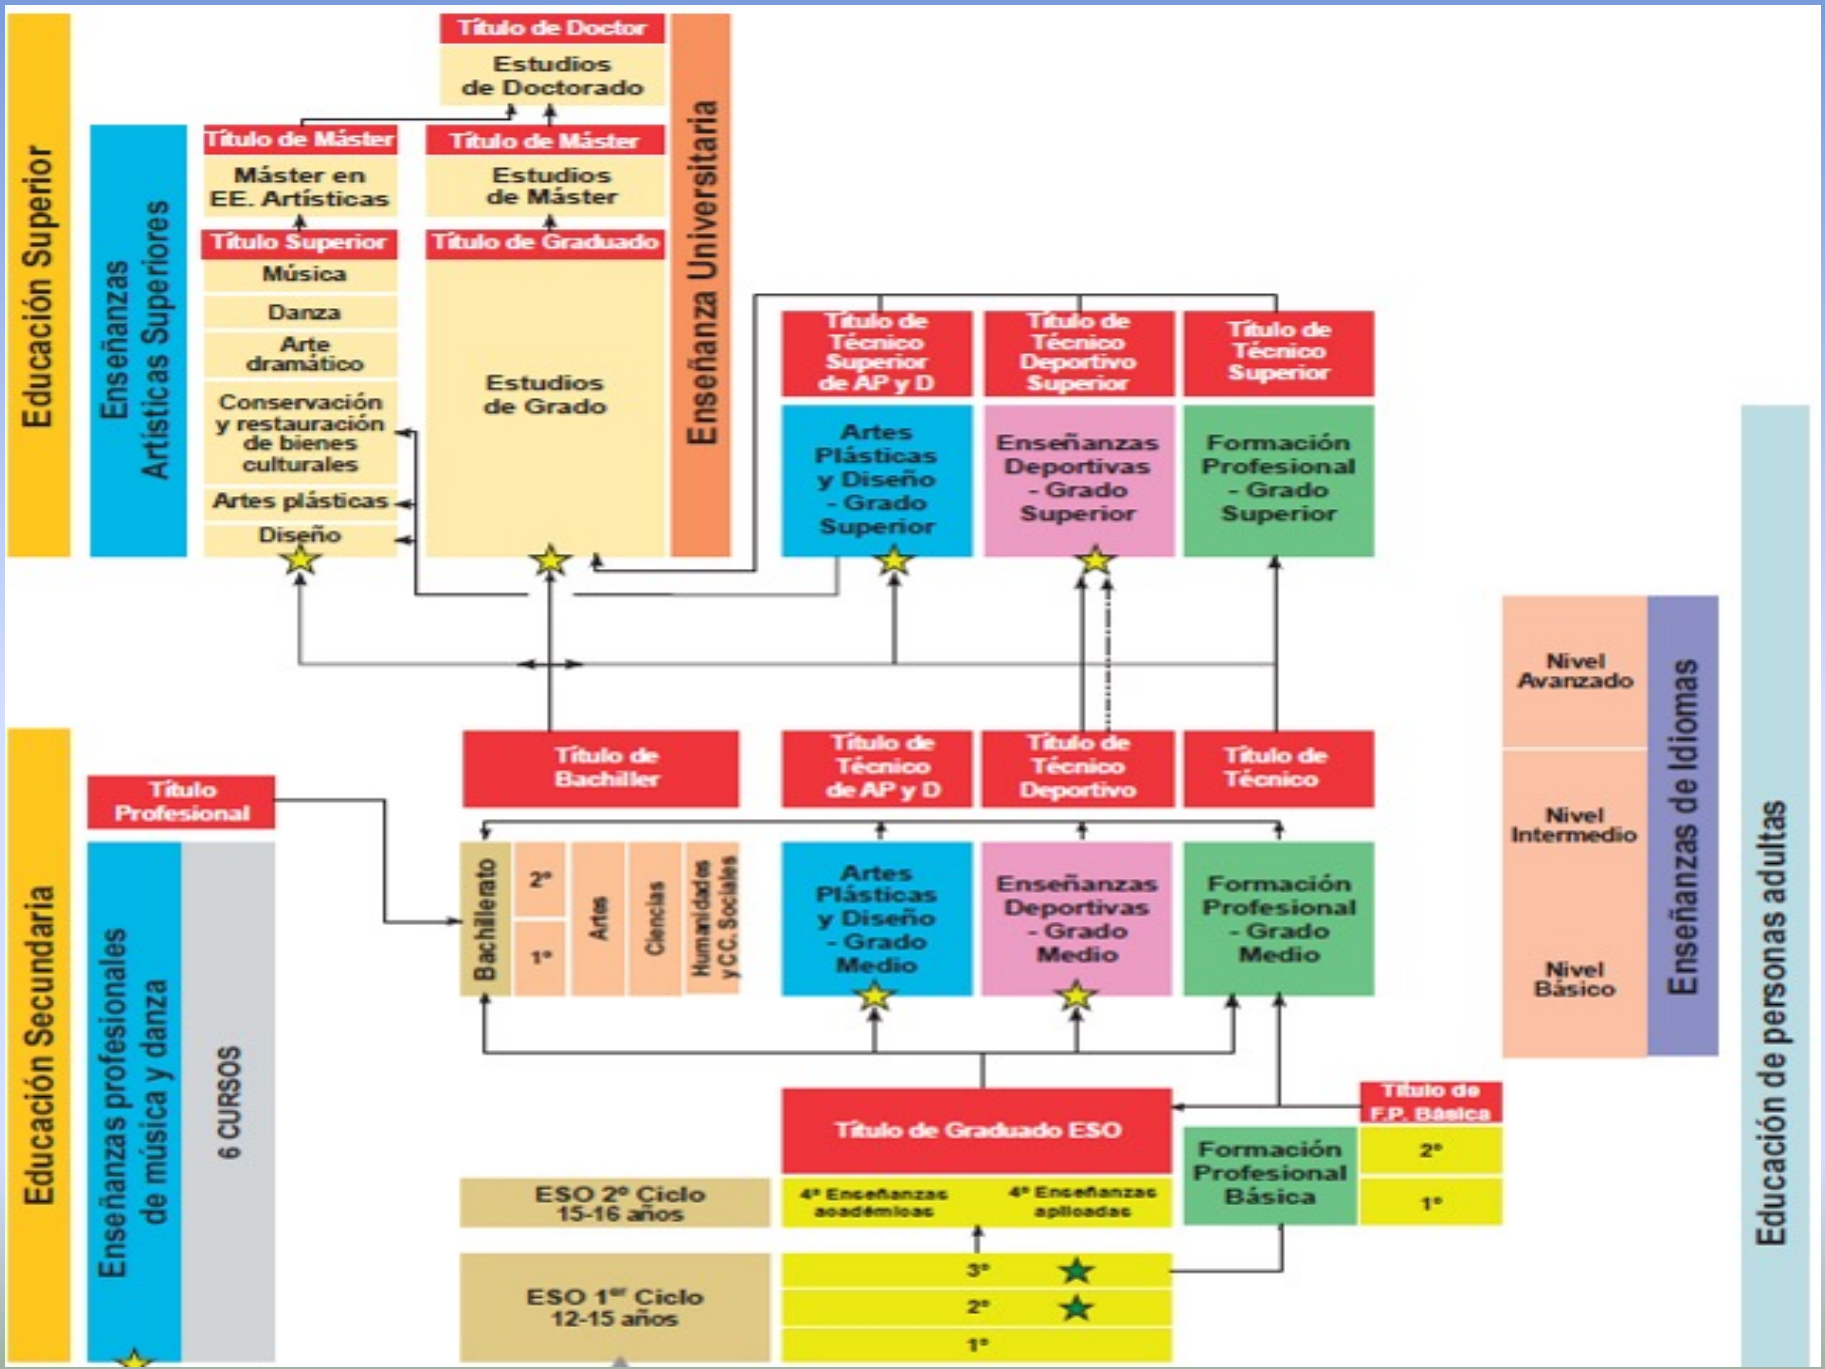 Educación Superior
Enseñanzas
Artísticas Superiores
Título de Doctor
Estudios
de Doctorado
Título de Máster
Máster en
EE. Artísticas
Título de Máster
Estudios
de Máster
Título Superior
Música
Danza
Arte
dramático
Conservación
y restauración
de bienes
culturales
Artes plásticas
Diseño
Título de Graduado
Estudios
de Grado
Enseñanza Universitaria
Título de
Técnico
Superior
de AP y D
Título de
Técnico
Deportivo
Superior
Título de
Técnico
Superior
Artes
Plásticas
y Diseño
- Grado
Superior
Enseñanzas
Deportivas
- Grado
Superior
Formación
Profesional
- Grado
Superior
Educación Secundaria
Título
Profesional
Enseñanzas profesionales
de música y danza
6 CURSOS
Título de
Bachiller
Título de
Técnico
de AP y D
Título de
Técnico
Deportivo
Título de
Técnico
Bachillerato
2º
1º
Artes
Ciencias
Humanidades
y CC. Sociales
Artes
Plásticas
y Diseño
- Grado
Medio
Enseñanzas
Deportivas
- Grado
Medio
Formación
Profesional
- Grado
Medio
Título de Graduado ESO
Título de
F.P. Básica
Formación
Profesional
Básica
2º
1º
ESO 2º Ciclo
15-16 años
4º Enseñanzas
académicas
4º Enseñanzas
aplicadas
ESO 1er Ciclo
12-15 años
3º
2º
1º
Nivel
Avanzado
Nivel
Intermedio
Nivel
Básico
Enseñanzas de Idiomas
Educación de personas adultas